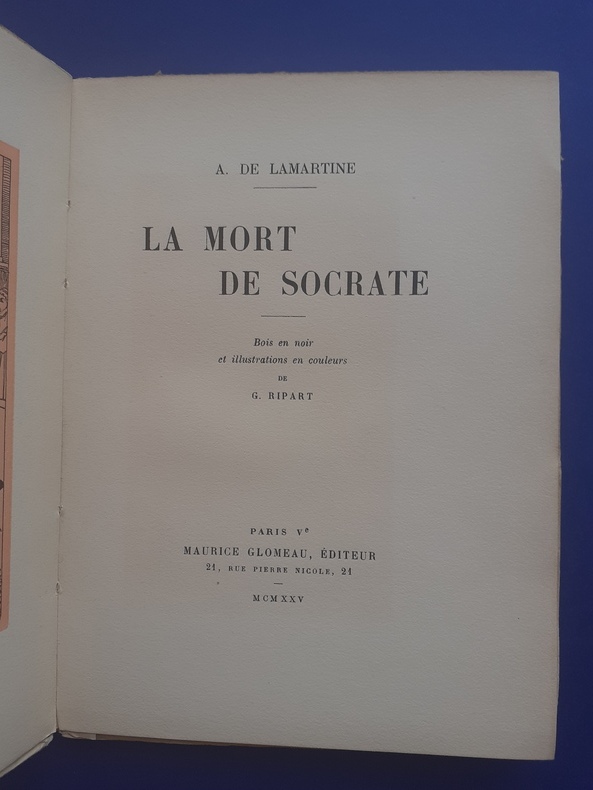 A. DE LAMARTINE
LA MORT
DE SOCRATE
Bois en noir
et illustrations en couleurs
DE
G. RIPART
PARIS Ve
MAURICE GLOMEAU, ÉDITEUR
21, RUE PIERRE NICOLE, 21
MCMXXV